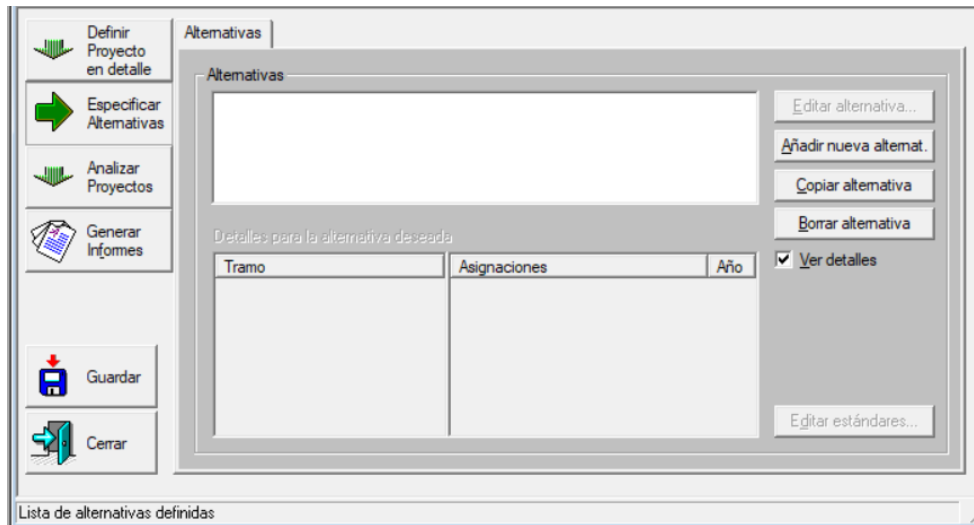 Definir
Proyecto
en detalle
Especificar
Alternativas
Analizar
Proyectos
Generar
Informes
Guardar
Cerrar
Alternativas
Alternativas
Editar alternativa...
Añadir nueva alternat.
Copiar alternativa
Borrar alternativa
Ver detalles
Detalles para la alternativa deseada
Tramo
Asignaciones
Año
Editar estándares...
Lista de alternativas definidas